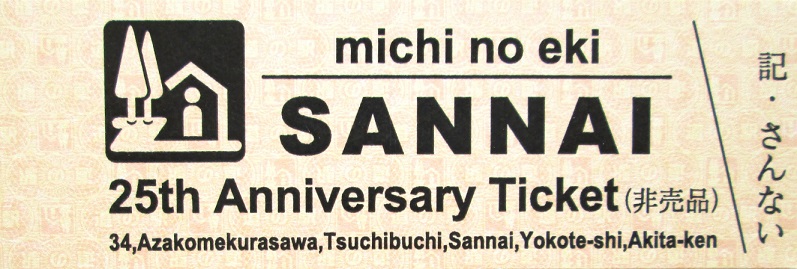 michi no eki
SANNAI
25th Anniversary Ticket(非売品)
34,Azakomekurasawa,Tsuchibuchi,Sannai,Yokote-shi,Akita-ken
記・さんない